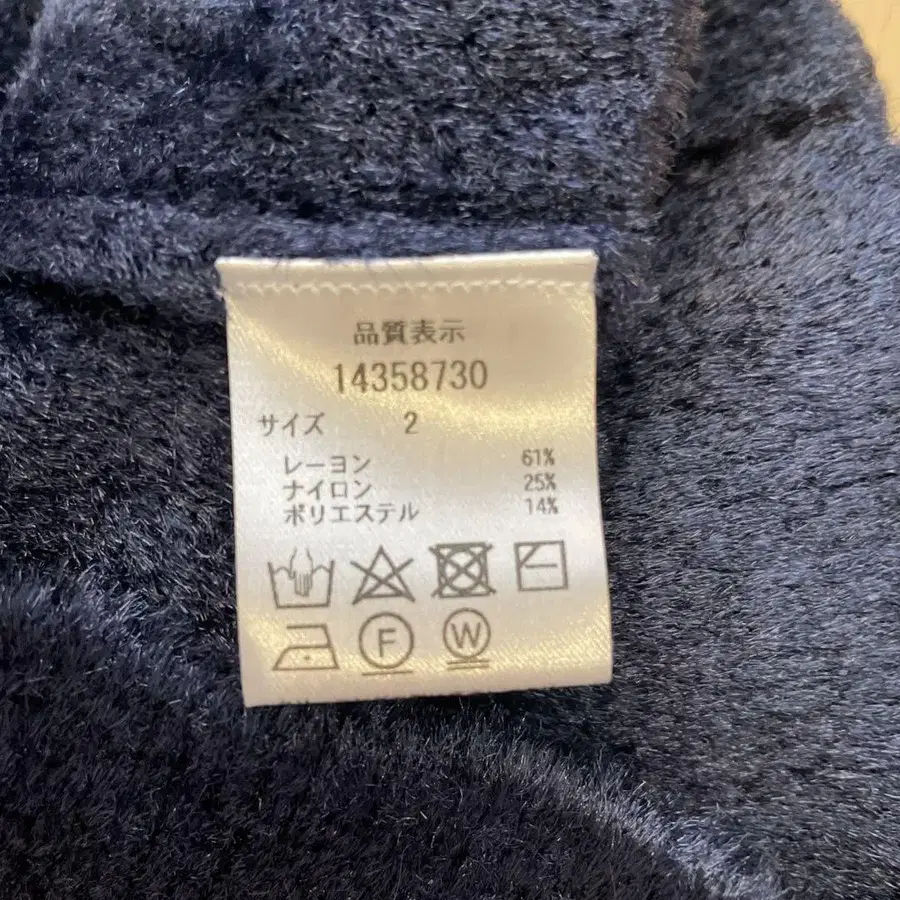 品質表示
14358730
サイズ 2
レーヨン 61%
ナイロン 25%
ポリエステル 14%
F W